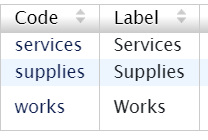 Code Label
services Services
supplies Supplies
works Works